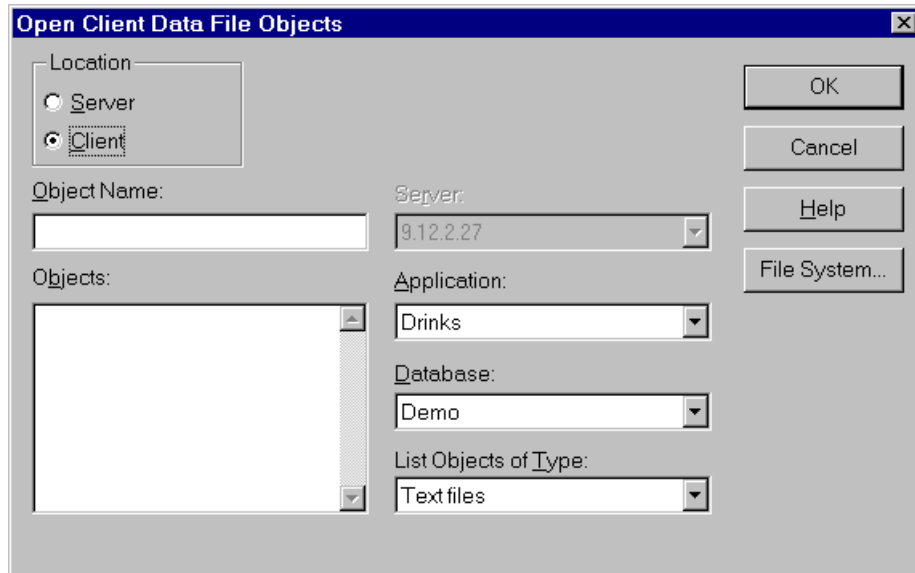 Open Client Data File Objects
Location
Server
Client
OK
Cancel
Help
File System...
Object Name:
Server:
9.12.2.27
Objects:
Application:
Drinks
Database:
Demo
List Objects of Type:
Text files